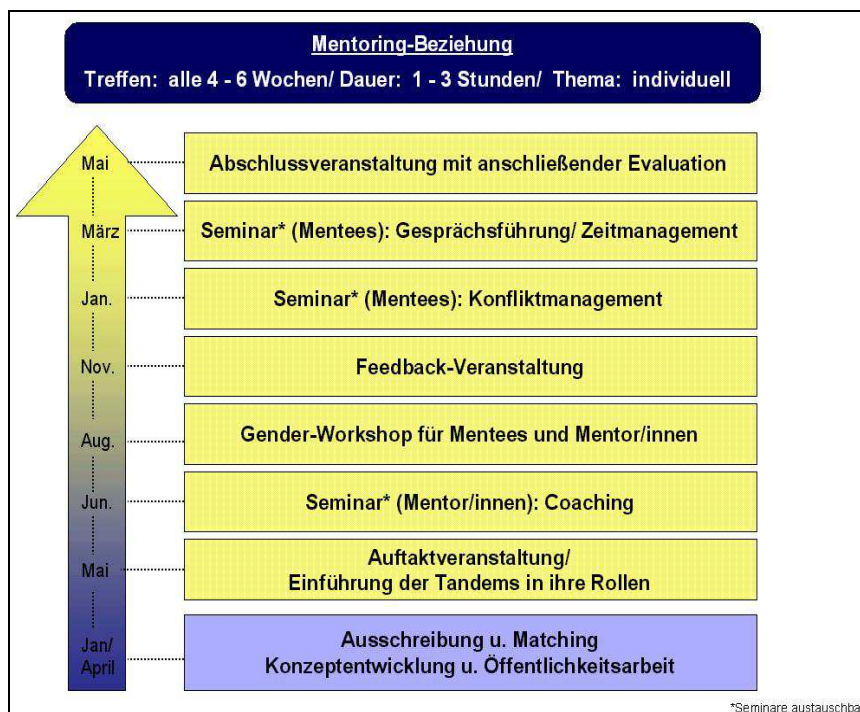 Mentoring-Beziehung
Treffen: alle 4 - 6 Wochen/ Dauer: 1 - 3 Stunden/ Thema: individuell
Mai
Abschlussveranstaltung mit anschließender Evaluation
März
Seminar* (Mentees): Gesprächsführung/ Zeitmanagement
Jan.
Seminar* (Mentees): Konfliktmanagement
Nov.
Feedback-Veranstaltung
Aug.
Gender-Workshop für Mentees und Mentor/innen
Jun.
Seminar* (Mentor/innen): Coaching
Mai
Auftaktveranstaltung/
Einführung der Tandems in ihre Rollen
Jan/
April
Ausschreibung u. Matching
Konzeptentwicklung u. Öffentlichkeitsarbeit
*Seminare austauschba